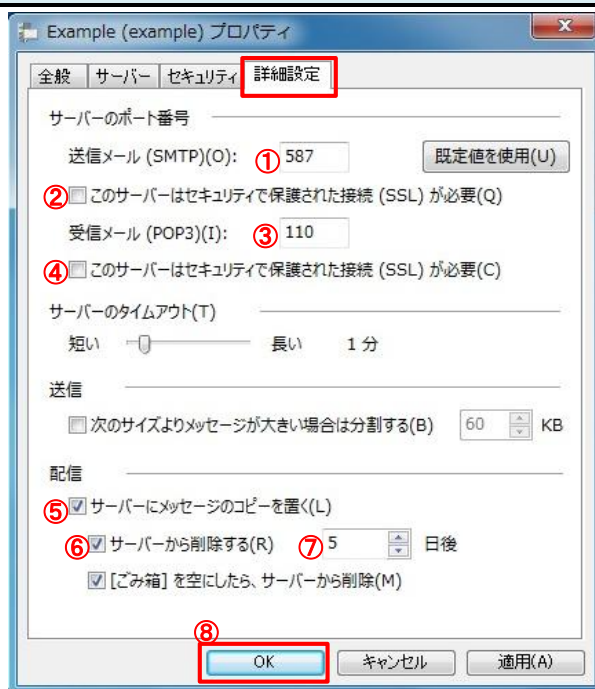 Example (example) プロパティ
全般 サーバー セキュリティ 詳細設定
サーバーのポート番号
送信メール (SMTP)(O): ① 587 既定値を使用(U)
② このサーバーはセキュリティで保護された接続 (SSL) が必要(Q)
受信メール (POP3)(I): ③ 110
④ このサーバーはセキュリティで保護された接続 (SSL) が必要(C)
サーバーのタイムアウト(T)
短い 長い 1 分
送信
次のサイズよりメッセージが大きい場合は分割する(B) 60 KB
配信
⑤ サーバーにメッセージのコピーを置く(L)
⑥ サーバーから削除する(R) ⑦ 5 日後
[ごみ箱] を空にしたら、サーバーから削除(M)
⑧
OK キャンセル 適用(A)